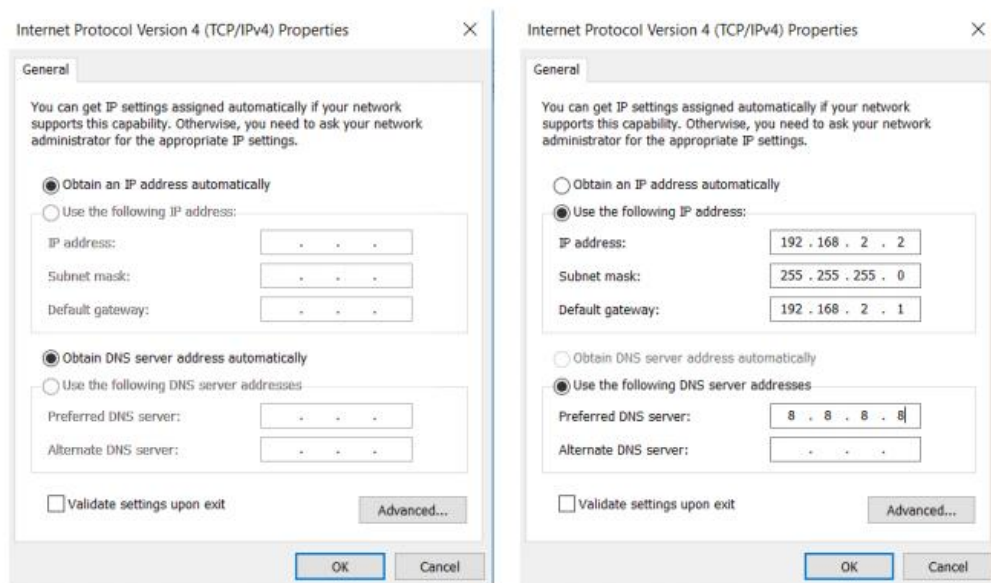 Internet Protocol Version 4 (TCP/IPv4) Properties
General
You can get IP settings assigned automatically if your network
supports this capability. Otherwise, you need to ask your network
administrator for the appropriate IP settings.
Obtain an IP address automatically
Use the following IP address:
IP address: . . .
Subnet mask: . . .
Default gateway: . . .
Obtain DNS server address automatically
Use the following DNS server addresses
Preferred DNS server: . . .
Alternate DNS server: . . .
Validate settings upon exit
Advanced...
OK Cancel
Internet Protocol Version 4 (TCP/IPv4) Properties
General
You can get IP settings assigned automatically if your network
supports this capability. Otherwise, you need to ask your network
administrator for the appropriate IP settings.
Obtain an IP address automatically
Use the following IP address:
IP address: 192 . 168 . 2 . 2
Subnet mask: 255 . 255 . 255 . 0
Default gateway: 192 . 168 . 2 . 1
Obtain DNS server address automatically
Use the following DNS server addresses
Preferred DNS server: 8 . 8 . 8 . 8
Alternate DNS server: . . .
Validate settings upon exit
Advanced...
OK Cancel